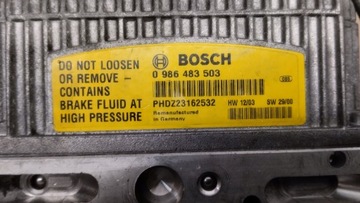 DO NOT LOOSEN
OR REMOVE -
CONTAINS
BRAKE FLUID AT
HIGH PRESSURE
BOSCH
0 986 483 503
PHDZ23162532
HW 12/03 SW 29/00
Remanufactured
in Germany